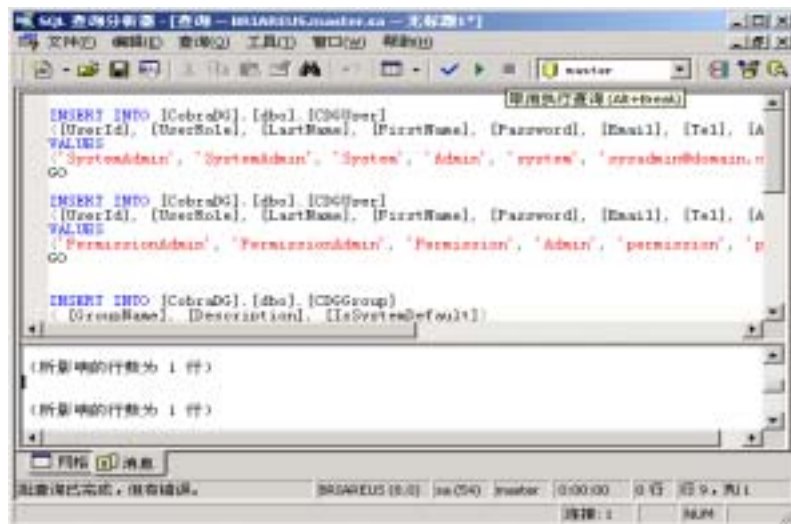 SQL 查询分析器 - [查询 — BRIAREUS.master.sa — 无标题1*]
文件(F) 编辑(E) 查询(Q) 工具(T) 窗口(W) 帮助(H)
master
取消执行查询 (Alt+Break)
INSERT INTO [CobraDG].[dbo].[CDGUser]
([UserId], [UserRole], [LastName], [FirstName], [Password], [Email], [Tel], [A
VALUES
('SystemAdmin', 'SystemAdmin', 'System', 'Admin', 'system', 'sysadmin@domain.
GO
INSERT INTO [CobraDG].[dbo].[CDGUser]
([UserId], [UserRole], [LastName], [FirstName], [Password], [Email], [Tel], [A
VALUES
('PermissionAdmin', 'PermissionAdmin', 'Permission', 'Admin', 'permission', 'p
GO
INSERT INTO [CobraDG].[dbo].[CDGGroup]
( [GroupName], [Description], [IsSystemDefault])
(所影响的行数为 1 行)
(所影响的行数为 1 行)
网格 消息
批查询已完成，但有错误。 BRIAREUS (8.0) sa (54) master 0:00:00 0 行 行 9，列 1
连接: 1 NUM